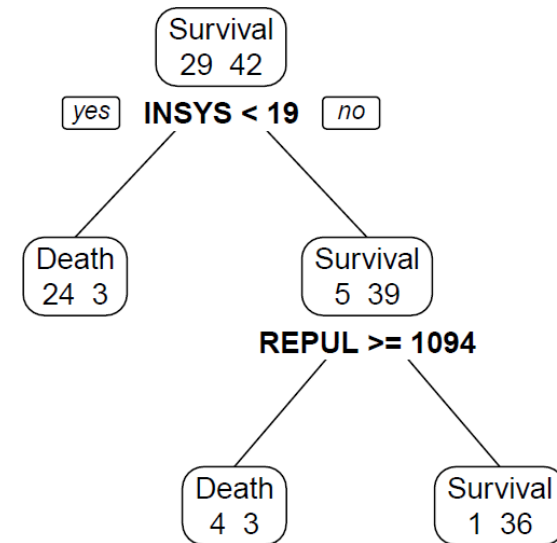 Survival
29 42
yes INSYS < 19 no
Death
24 3
Survival
5 39
REPUL >= 1094
Death
4 3
Survival
1 36